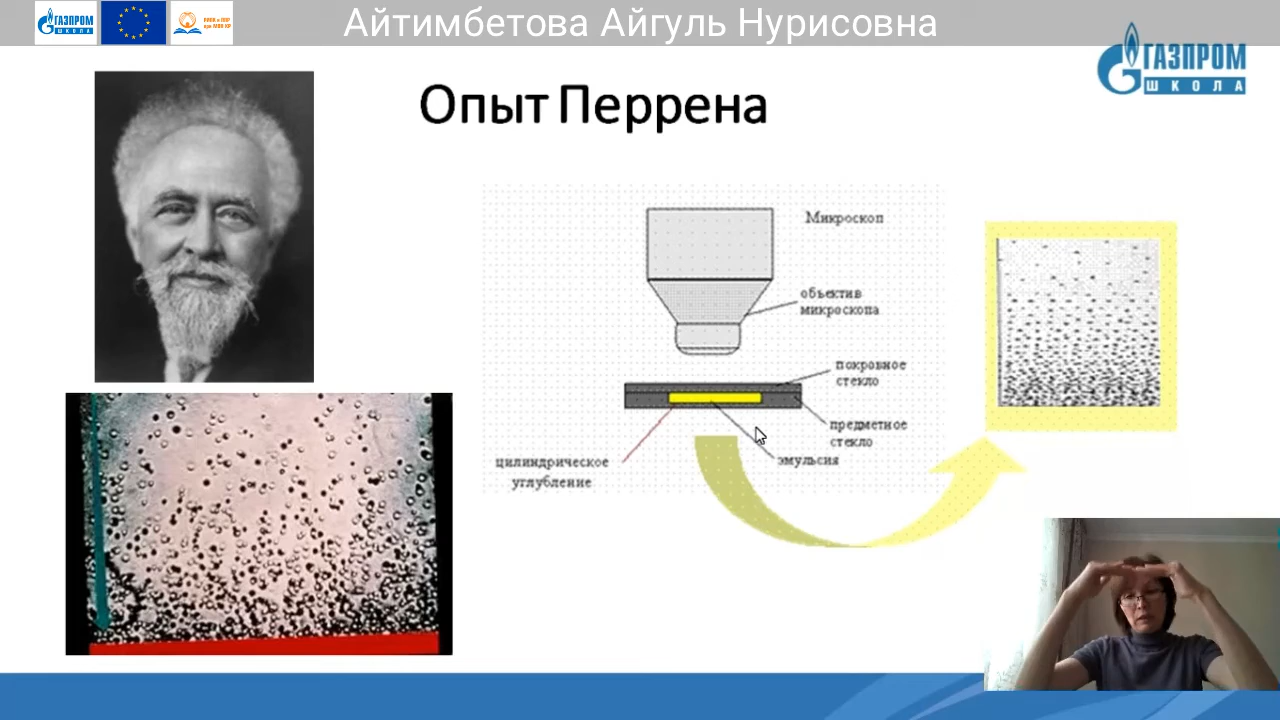 ГАЗПРОМ
ШКОЛА
Айтимбетова Айгуль Нурисовна
ГАЗПРОМ
ШКОЛА
Опыт Перрена
Микроскоп
объектив
микроскопа
покровное
стекло
предметное
стекло
эмульсия
цилиндрическое
углубление